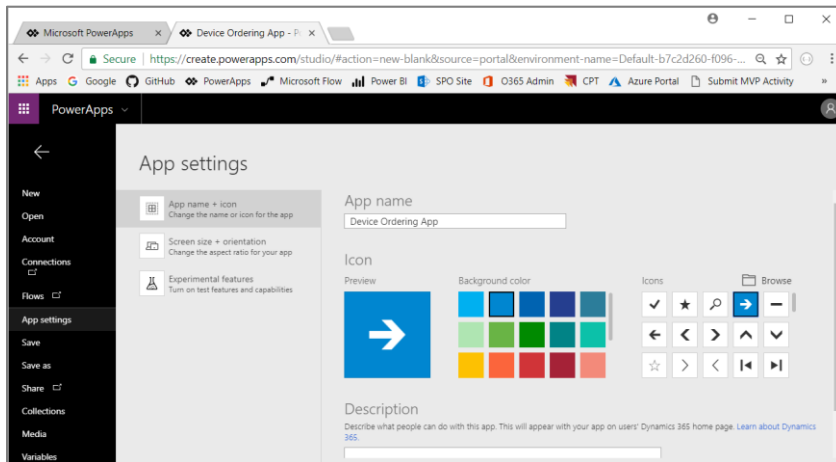 Microsoft PowerApps
Device Ordering App - P
Secure | https://create.powerapps.com/studio/#action=new-blank&source=portal&environment-name=Default-b7c2d260-f096-...
Apps Google GitHub PowerApps Microsoft Flow Power BI SPO Site O365 Admin CPT Azure Portal Submit MVP Activity »
PowerApps
App settings
New
Open
Account
Connections
Flows
App settings
Save
Save as
Share
Collections
Media
Variables
App name + icon
Change the name or icon for the app
Screen size + orientation
Change the aspect ratio for your app
Experimental features
Turn on test features and capabilities
App name
Device Ordering App
Icon
Preview
Background color
Icons
Browse
Description
Describe what people can do with this app. This will appear with your app on users' Dynamics 365 home page. Learn about Dynamics
365.